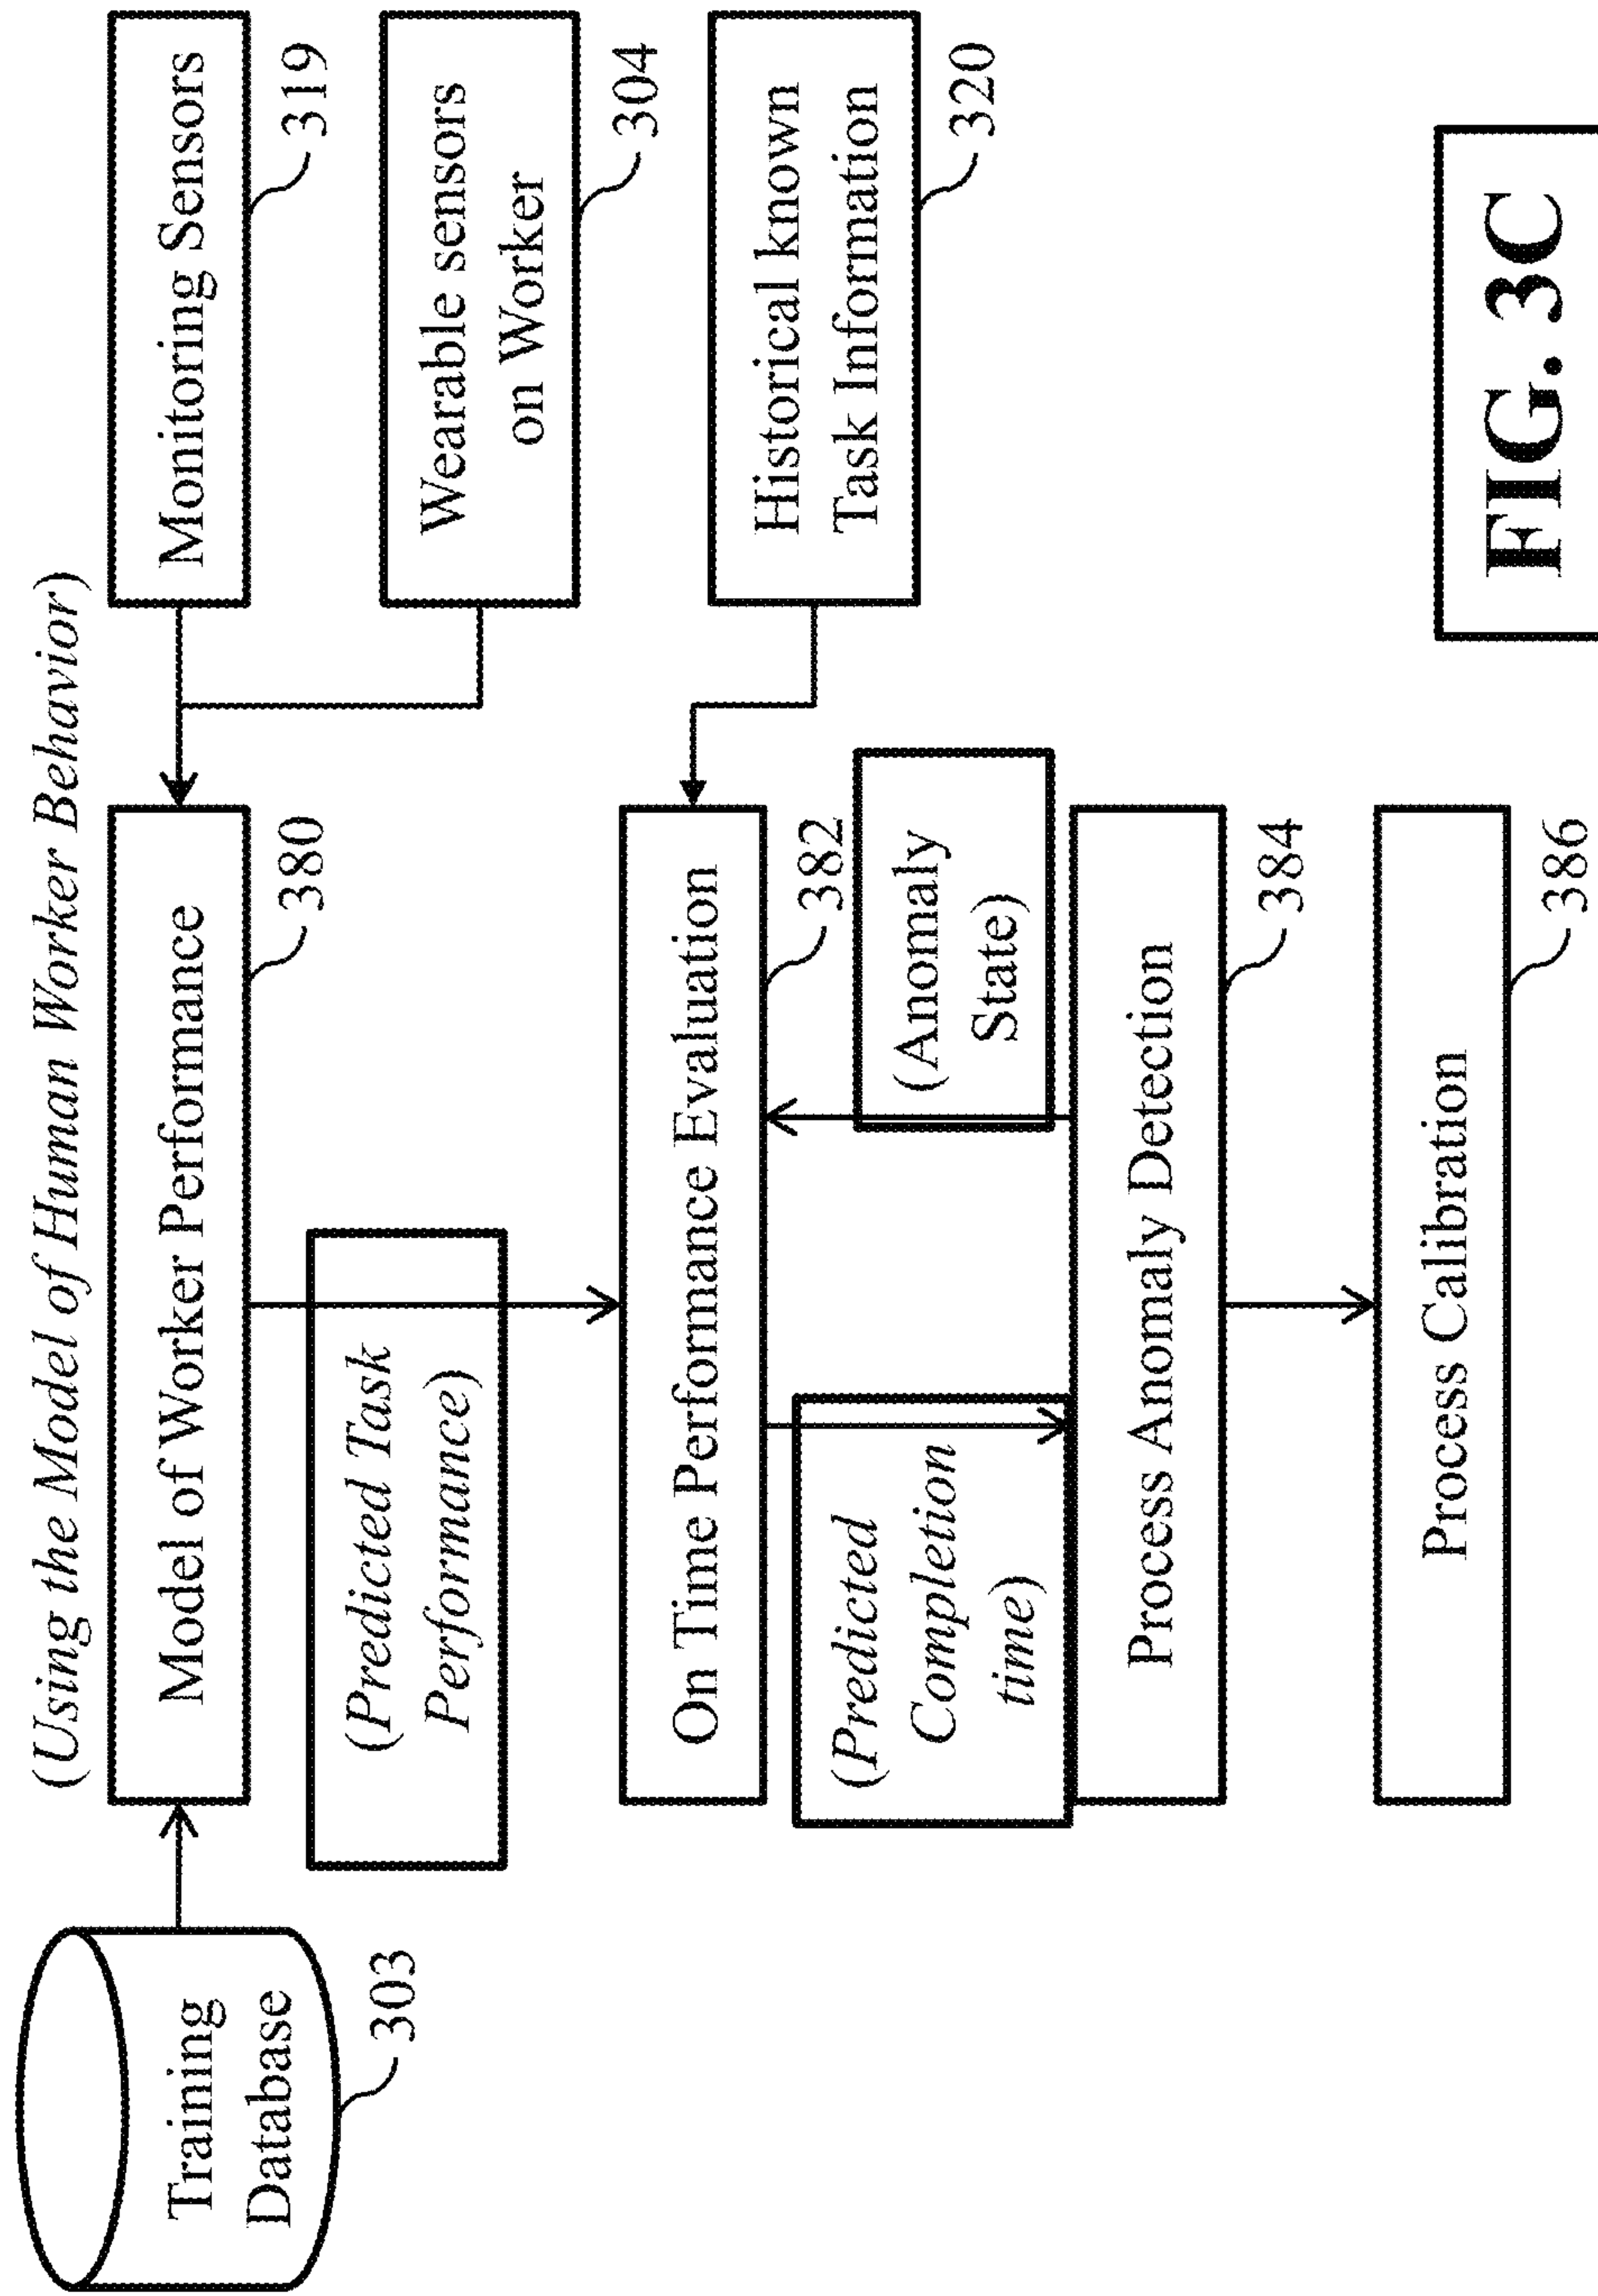 (Using the Model of Human Worker Behavior)
Training
Database
303
Model of Worker Performance
380
Monitoring Sensors
319
Wearable sensors
on Worker
304
(Predicted Task
Performance)
On Time Performance Evaluation
382
Historical known
Task Information
320
(Predicted
Completion
time)
(Anomaly
State)
Process Anomaly Detection
384
Process Calibration
386
FIG. 3C